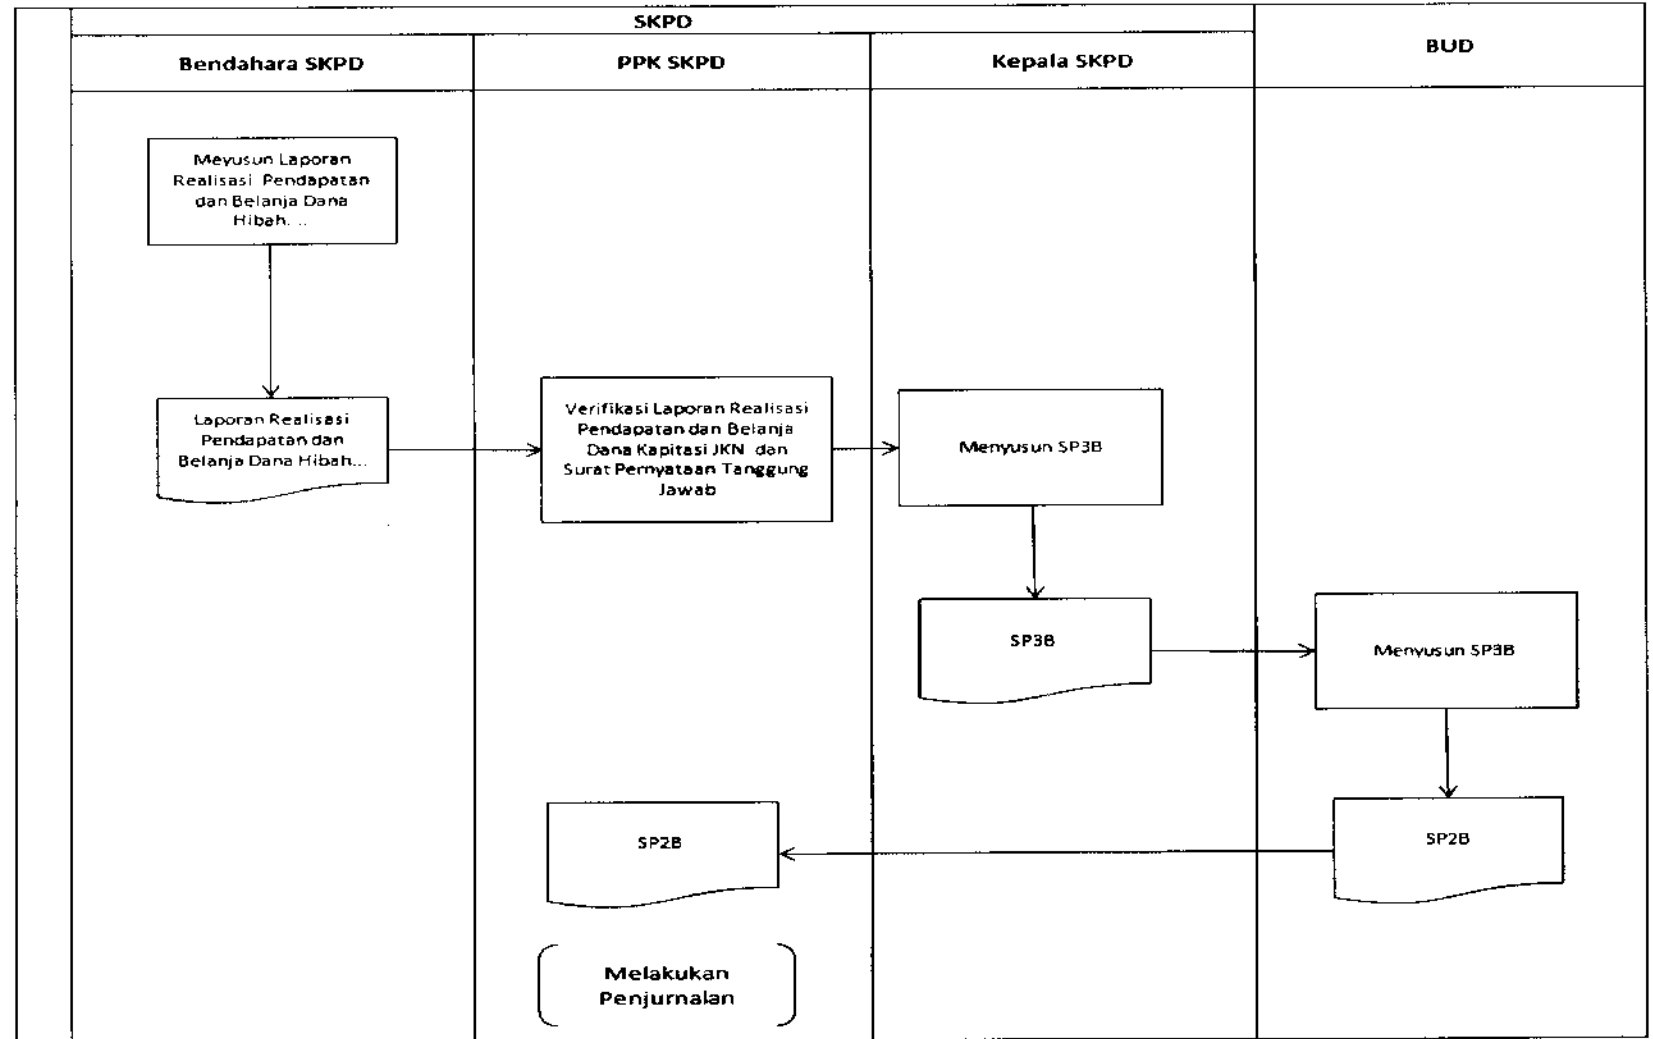 SKPD
BUD
Bendahara SKPD
PPK SKPD
Kepala SKPD
Meyusun Laporan
Realisasi Pendapatan
dan Belanja Dana
Hibah....
Laporan Realisasi
Pendapatan dan
Belanja Dana Hibah...
Verifikasi Laporan Realisasi
Pendapatan dan Belanja
Dana Kapitasi JKN dan
Surat Pernyataan Tanggung
Jawab
Menyusun SP3B
SP3B
Menyusun SP3B
SP2B
SP2B
Melakukan
Penjurnalan